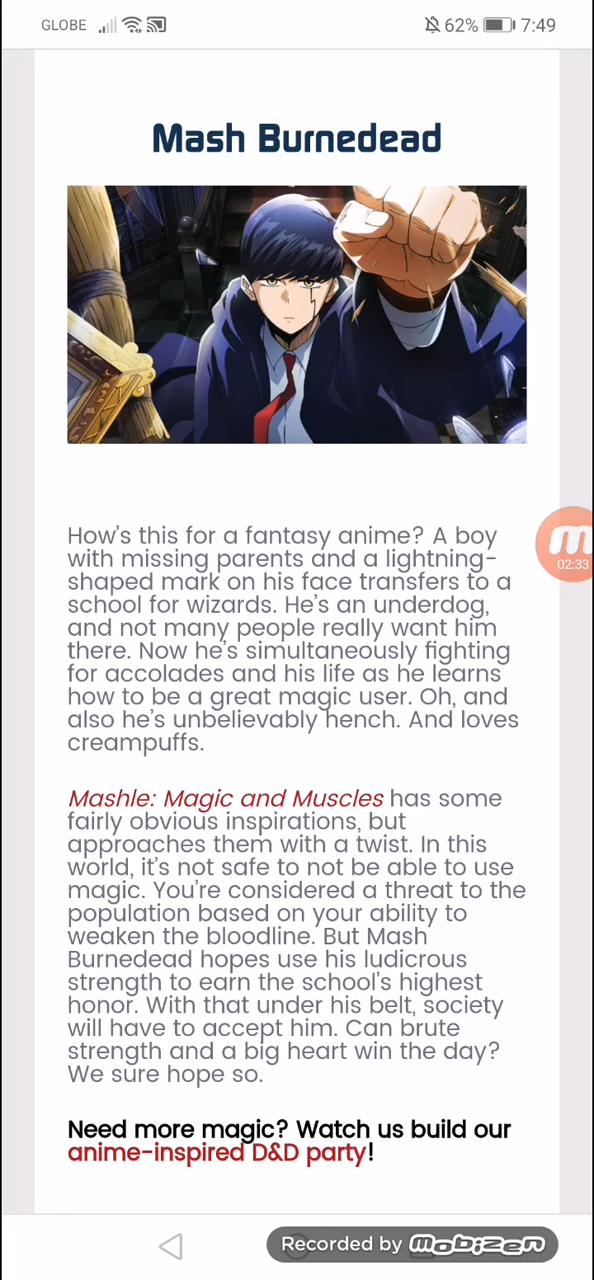 GLOBE 62% 7:49
Mash Burnedead
How's this for a fantasy anime? A boy
with missing parents and a lightning-
shaped mark on his face transfers to a
school for wizards. He's an underdog,
and not many people really want him
there. Now he's simultaneously fighting
for accolades and his life as he learns
how to be a great magic user. Oh, and
also he's unbelievably hench. And loves
creampuffs.
02:33
Mashle: Magic and Muscles has some
fairly obvious inspirations, but
approaches them with a twist. In this
world, it's not safe to not be able to use
magic. You're considered a threat to the
population based on your ability to
weaken the bloodline. But Mash
Burnedead hopes use his ludicrous
strength to earn the school's highest
honor. With that under his belt, society
will have to accept him. Can brute
strength and a big heart win the day?
We sure hope so.
Need more magic? Watch us build our
anime-inspired D&D party!
Recorded by mobizen